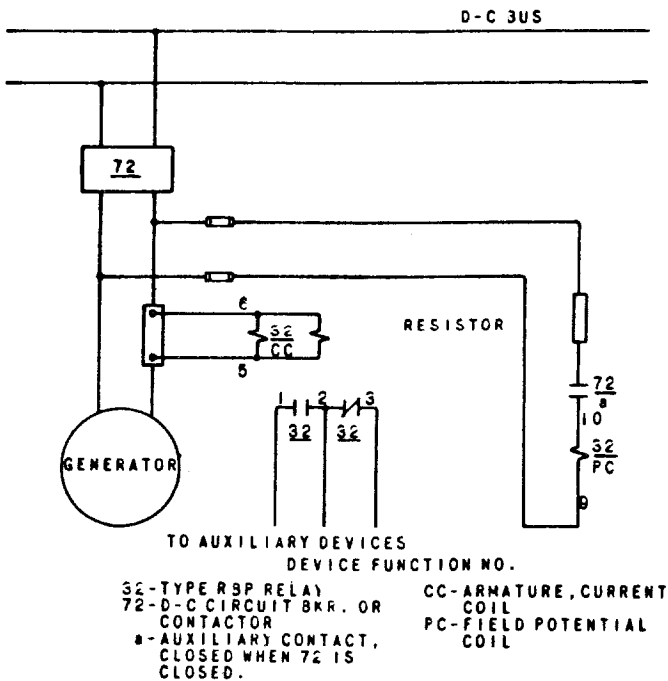 D-C 3US
72
6
32
CC
5
RESISTOR
72
a
10
32
PC
9
1
2
3
32
32
GENERATOR
TO AUXILIARY DEVICES
DEVICE FUNCTION NO.
32-TYPE RBP RELAY
72-D-C CIRCUIT BKR. OR
CONTACTOR
a-AUXILIARY CONTACT,
CLOSED WHEN 72 IS
CLOSED.
CC-ARMATURE, CURRENT
COIL
PC-FIELD POTENTIAL
COIL